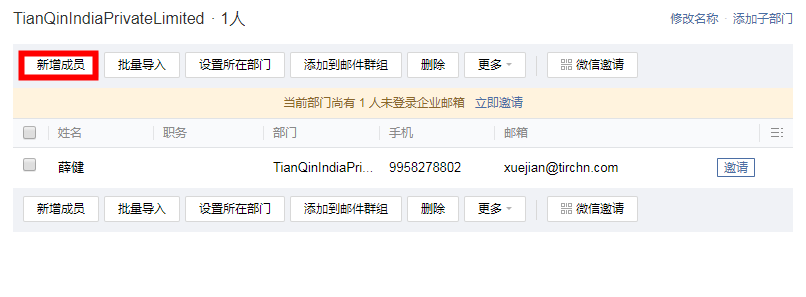 TianQinIndiaPrivateLimited · 1人 修改名称 · 添加子部门
新增成员 批量导入 设置所在部门 添加到邮件群组 删除 更多 微信邀请
当前部门尚有 1 人未登录企业邮箱 立即邀请
姓名 职务 部门 手机 邮箱
薛健 TianQinIndiaPri... 9958278802 xuejian@tirchn.com 邀请
新增成员 批量导入 设置所在部门 添加到邮件群组 删除 更多 微信邀请